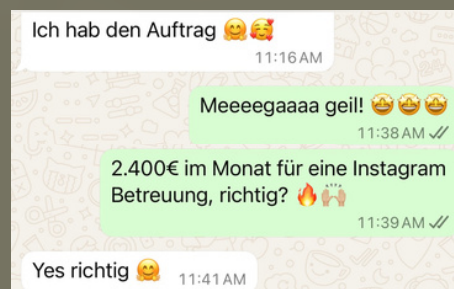 Ich hab den Auftrag 🤗🥰
11:16 AM
Meeeegaaaa geil! 🤩🤩🤩
11:38 AM
2.400€ im Monat für eine Instagram
Betreuung, richtig? 🔥🙌🏼
11:39 AM
Yes richtig 🤗
11:41 AM